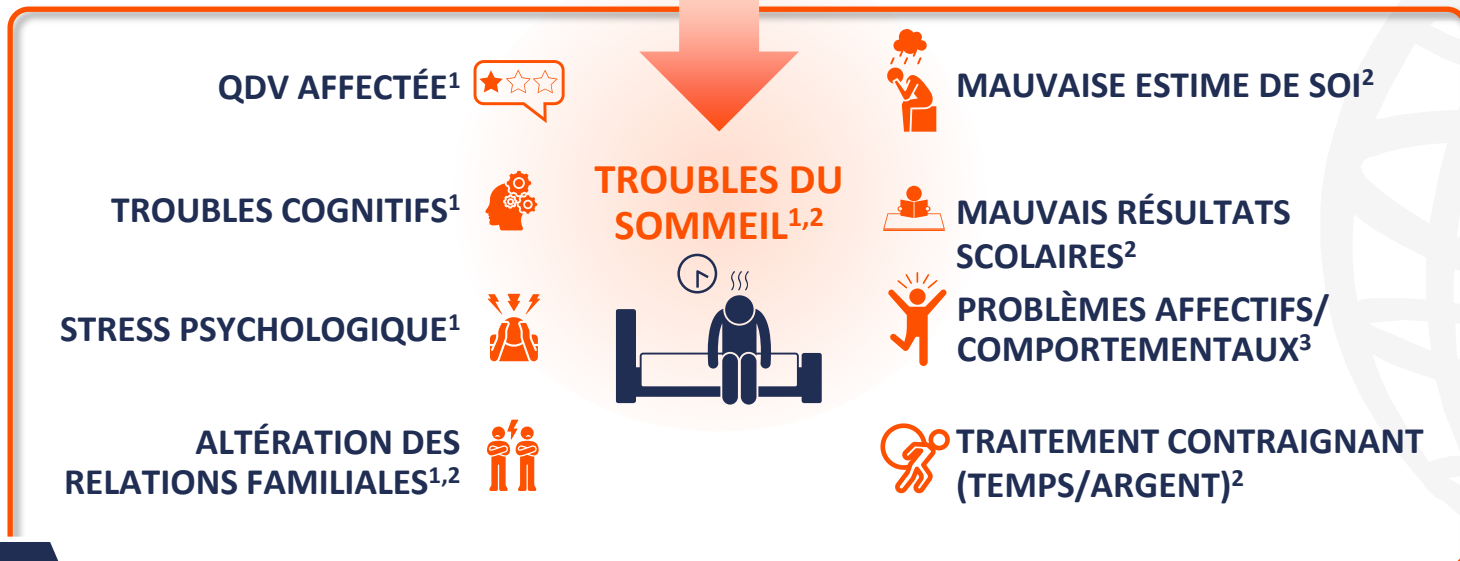 QDV AFFECTÉE¹
TROUBLES COGNITIFS¹
STRESS PSYCHOLOGIQUE¹
ALTÉRATION DES
RELATIONS FAMILIALES¹,²
TROUBLES DU
SOMMEIL¹,²
MAUVAISE ESTIME DE SOI²
MAUVAIS RÉSULTATS
SCOLAIRES²
PROBLÈMES AFFECTIFS/
COMPORTEMENTAUX³
TRAITEMENT CONTRAIGNANT
(TEMPS/ARGENT)²